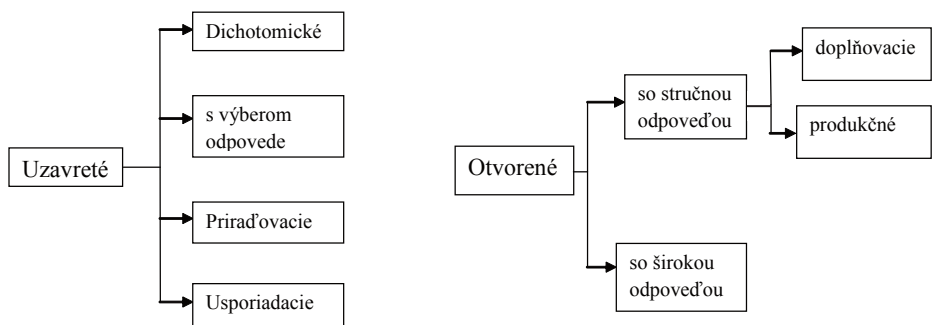 Uzavreté
Dichotomické
s výberom
odpovede
Priraďovacie
Usporiadacie
Otvorené
so stručnou
odpoveďou
doplňovacie
produkčné
so širokou
odpoveďou